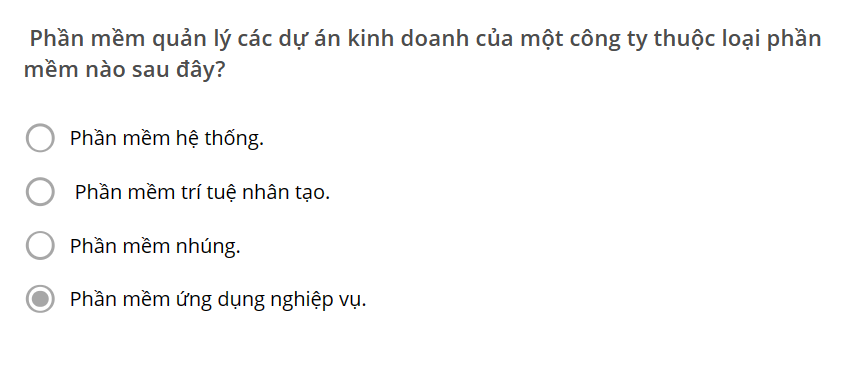 Phần mềm quản lý các dự án kinh doanh của một công ty thuộc loại phần
mềm nào sau đây?
Phần mềm hệ thống.
Phần mềm trí tuệ nhân tạo.
Phần mềm nhúng.
Phần mềm ứng dụng nghiệp vụ.